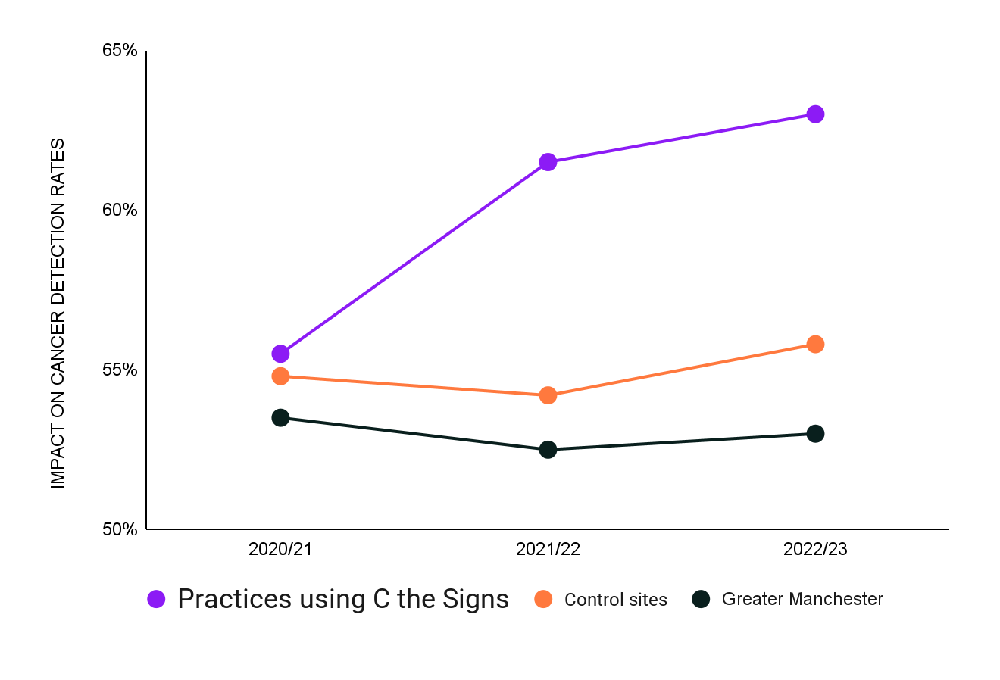 65%
60%
55%
50%
IMPACT ON CANCER DETECTION RATES
2020/21 2021/22 2022/23
Practices using C the Signs Control sites Greater Manchester